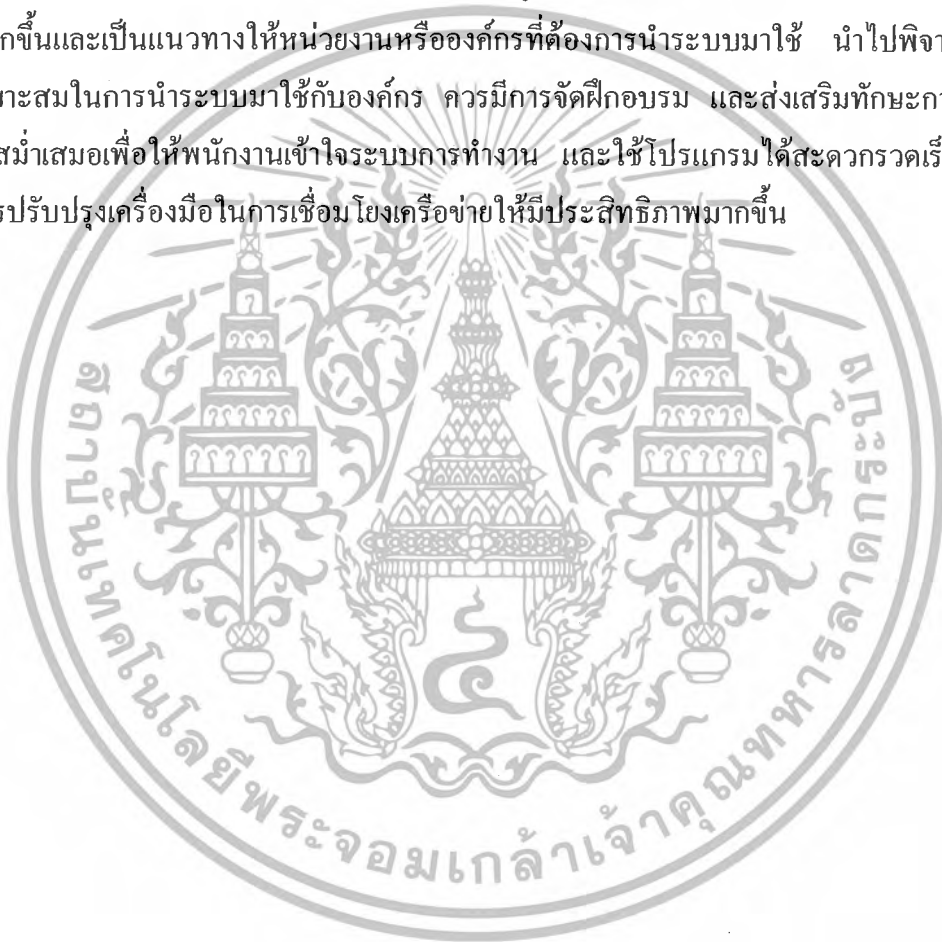 กขึ้นและเป็นแนวทางให้หน่วยงานหรือองค์กรที่ต้องการนำระบบมาใช้ นำไปพิจา
าะสมในการนำระบบมาใช้กับองค์กร ควรมีการจัดฝึกอบรม และส่งเสริมทักษะกา
สม่ำเสมอเพื่อให้พนักงานเข้าใจระบบการทำงาน และใช้โปรแกรมได้สะดวกรวดเร็
รปรับปรุงเครื่องมือในการเชื่อมโยงเครือข่ายให้มีประสิทธิภาพมากขึ้น
๔
สถาบันเทคโนโลยีพระจอมเกล้าเจ้าคุณทหารลาดกระบัง